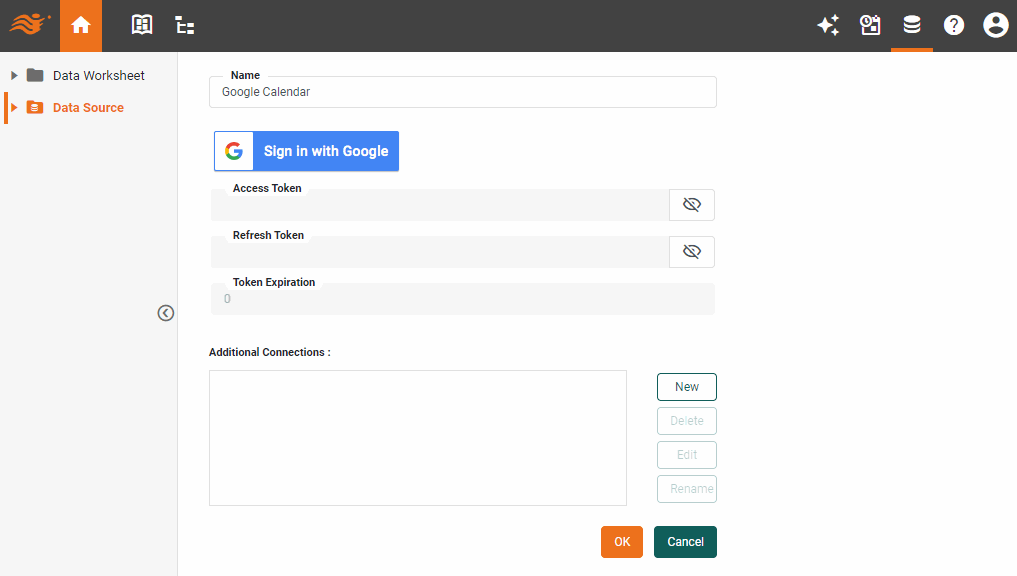 Data Worksheet
Data Source
Name
Google Calendar
Sign in with Google
Access Token
Refresh Token
Token Expiration
0
Additional Connections :
New
Delete
Edit
Rename
OK
Cancel